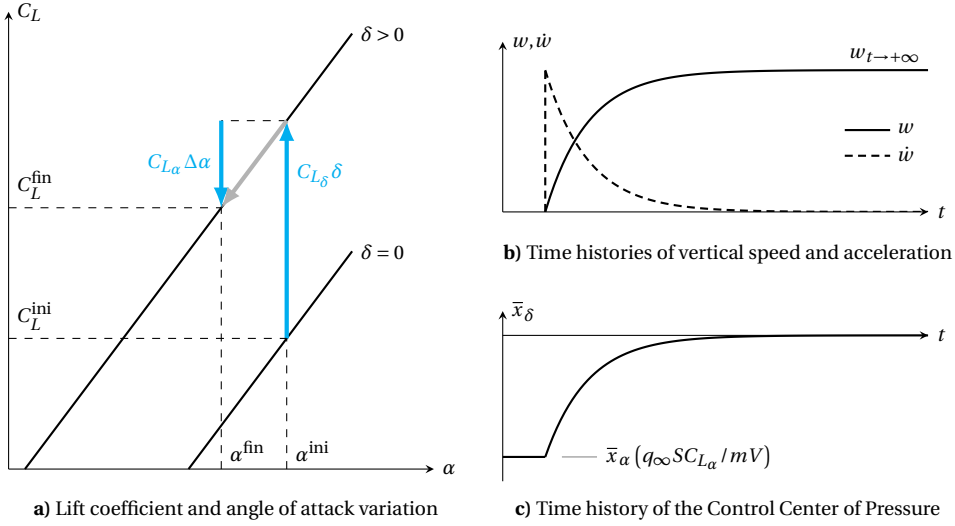 C_L
δ > 0
C_{L_α} Δα
C_{L_δ} δ
C_L^{fin}
δ = 0
C_L^{ini}
α^{fin}
α^{ini}
α
a) Lift coefficient and angle of attack variation
w, ẇ
w_{t→+∞}
w
ẇ
t
b) Time histories of vertical speed and acceleration
x̅_δ
t
x̅_α (q_∞ S C_{L_α} / mV)
c) Time history of the Control Center of Pressure